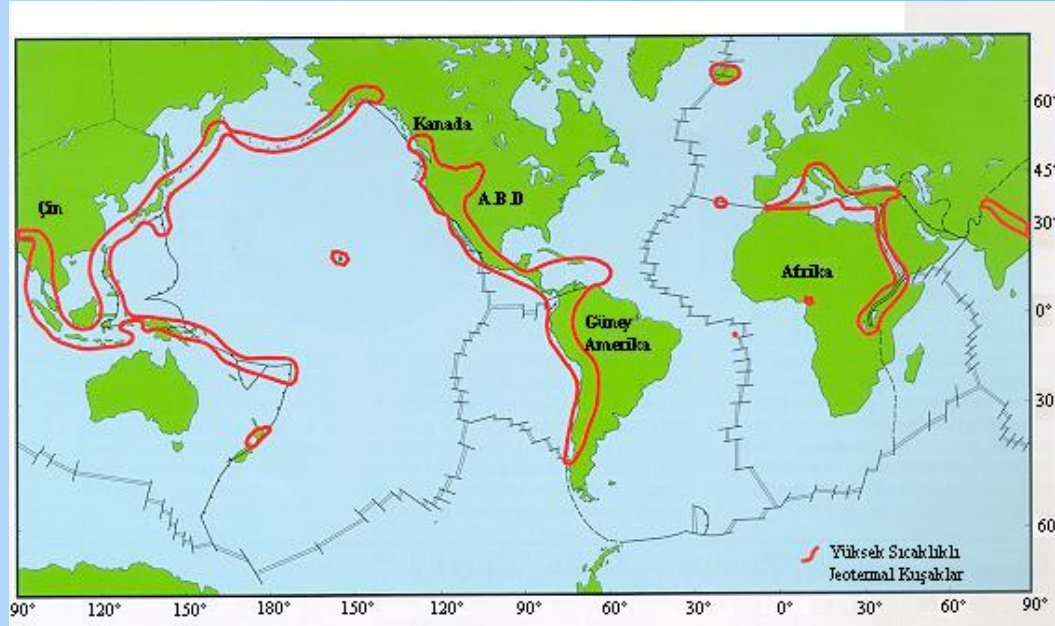 Kanada
A.B.D
Çin
Afrika
Güney
Amerika
60°
45°
30°
0°
30
60°
Yüksek Sıcaklıklı
Jeotermal Kuşaklar
90° 120° 150° 180° 150° 120° 90° 60° 30° 0° 30° 60° 90°